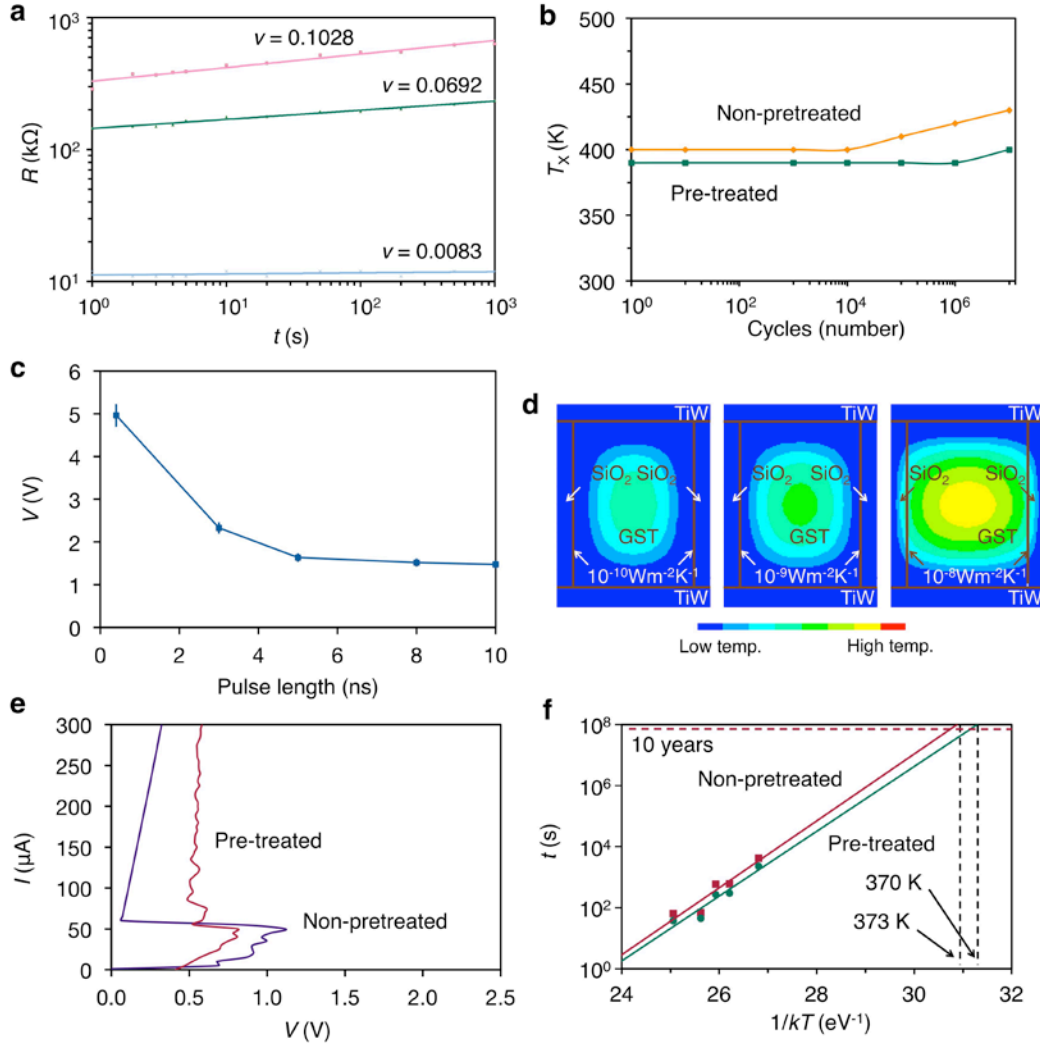 a
10³
10²
10¹
R (kΩ)
v = 0.1028
v = 0.0692
v = 0.0083
10⁰
10¹
10²
10³
t (s)
b
500
450
400
350
300
Tx (K)
Non-pretreated
Pre-treated
10⁰
10²
10⁴
10⁶
Cycles (number)
c
6
5
4
3
2
1
0
V (V)
0
2
4
6
8
10
Pulse length (ns)
d
TiW
SiO₂ SiO₂
GST
10⁻¹⁰Wm⁻²K⁻¹
TiW
TiW
SiO₂ SiO₂
GST
10⁻⁹Wm⁻²K⁻¹
TiW
TiW
SiO₂ SiO₂
GST
10⁻⁸Wm⁻²K⁻¹
TiW
Low temp.
High temp.
e
300
250
200
150
100
50
0
I (µA)
Pre-treated
Non-pretreated
0.0
0.5
1.0
1.5
2.0
2.5
V (V)
f
10⁸
10⁶
10⁴
10²
10⁰
t (s)
10 years
Non-pretreated
Pre-treated
370 K
373 K
24
26
28
30
32
1/kT (eV⁻¹)